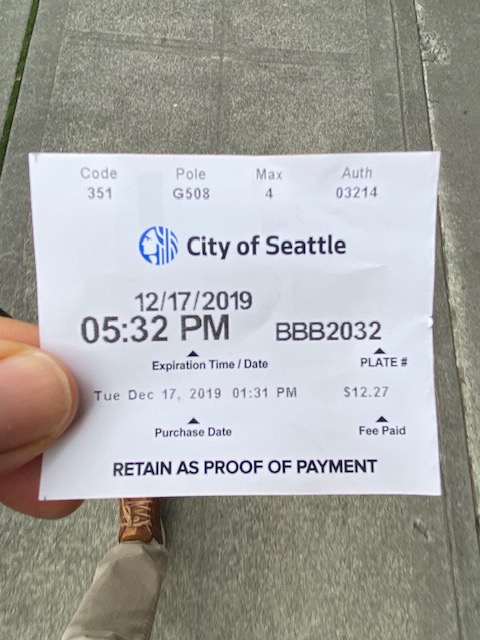 Code Pole Max Auth
351 G508 4 03214
City of Seattle
12/17/2019
05:32 PM BBB2032
Expiration Time / Date PLATE #
Tue Dec 17, 2019 01:31 PM $12.27
Purchase Date Fee Paid
RETAIN AS PROOF OF PAYMENT